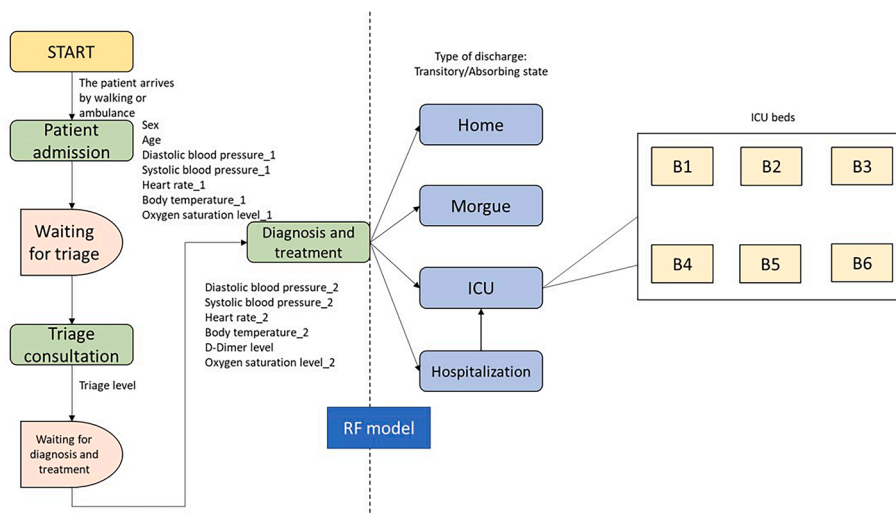 START
The patient arrives
by walking or
ambulance
Patient
admission
Sex
Age
Diastolic blood pressure_1
Systolic blood pressure_1
Heart rate_1
Body temperature_1
Oxygen saturation level_1
Waiting
for triage
Triage
consultation
Triage level
Waiting for
diagnosis and
treatment
Diagnosis and
treatment
Diastolic blood pressure_2
Systolic blood pressure_2
Heart rate_2
Body temperature_2
D-Dimer level
Oxygen saturation level_2
RF model
Type of discharge:
Transitory/Absorbing state
Home
Morgue
ICU
Hospitalization
ICU beds
B1 B2 B3
B4 B5 B6